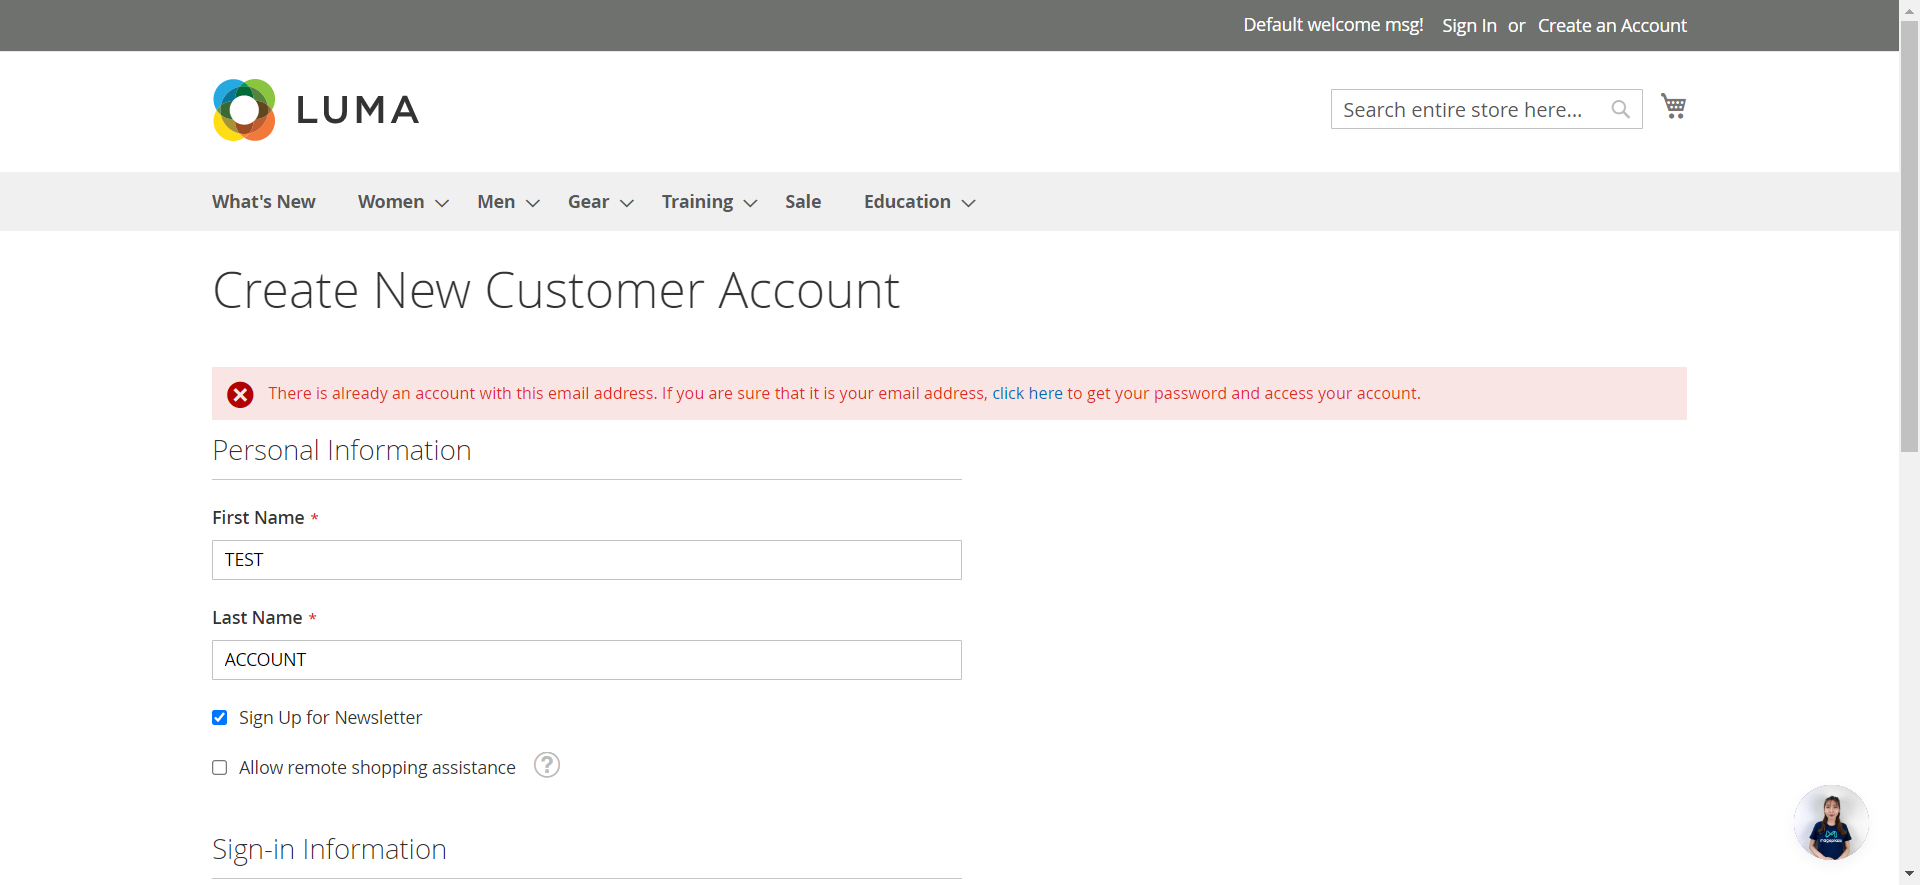 Default welcome msg! Sign In or Create an Account
LUMA
Search entire store here...
What's New Women Men Gear Training Sale Education
Create New Customer Account
There is already an account with this email address. If you are sure that it is your email address, click here to get your password and access your account.
Personal Information
First Name *
TEST
Last Name *
ACCOUNT
Sign Up for Newsletter
Allow remote shopping assistance ?
Sign-in Information